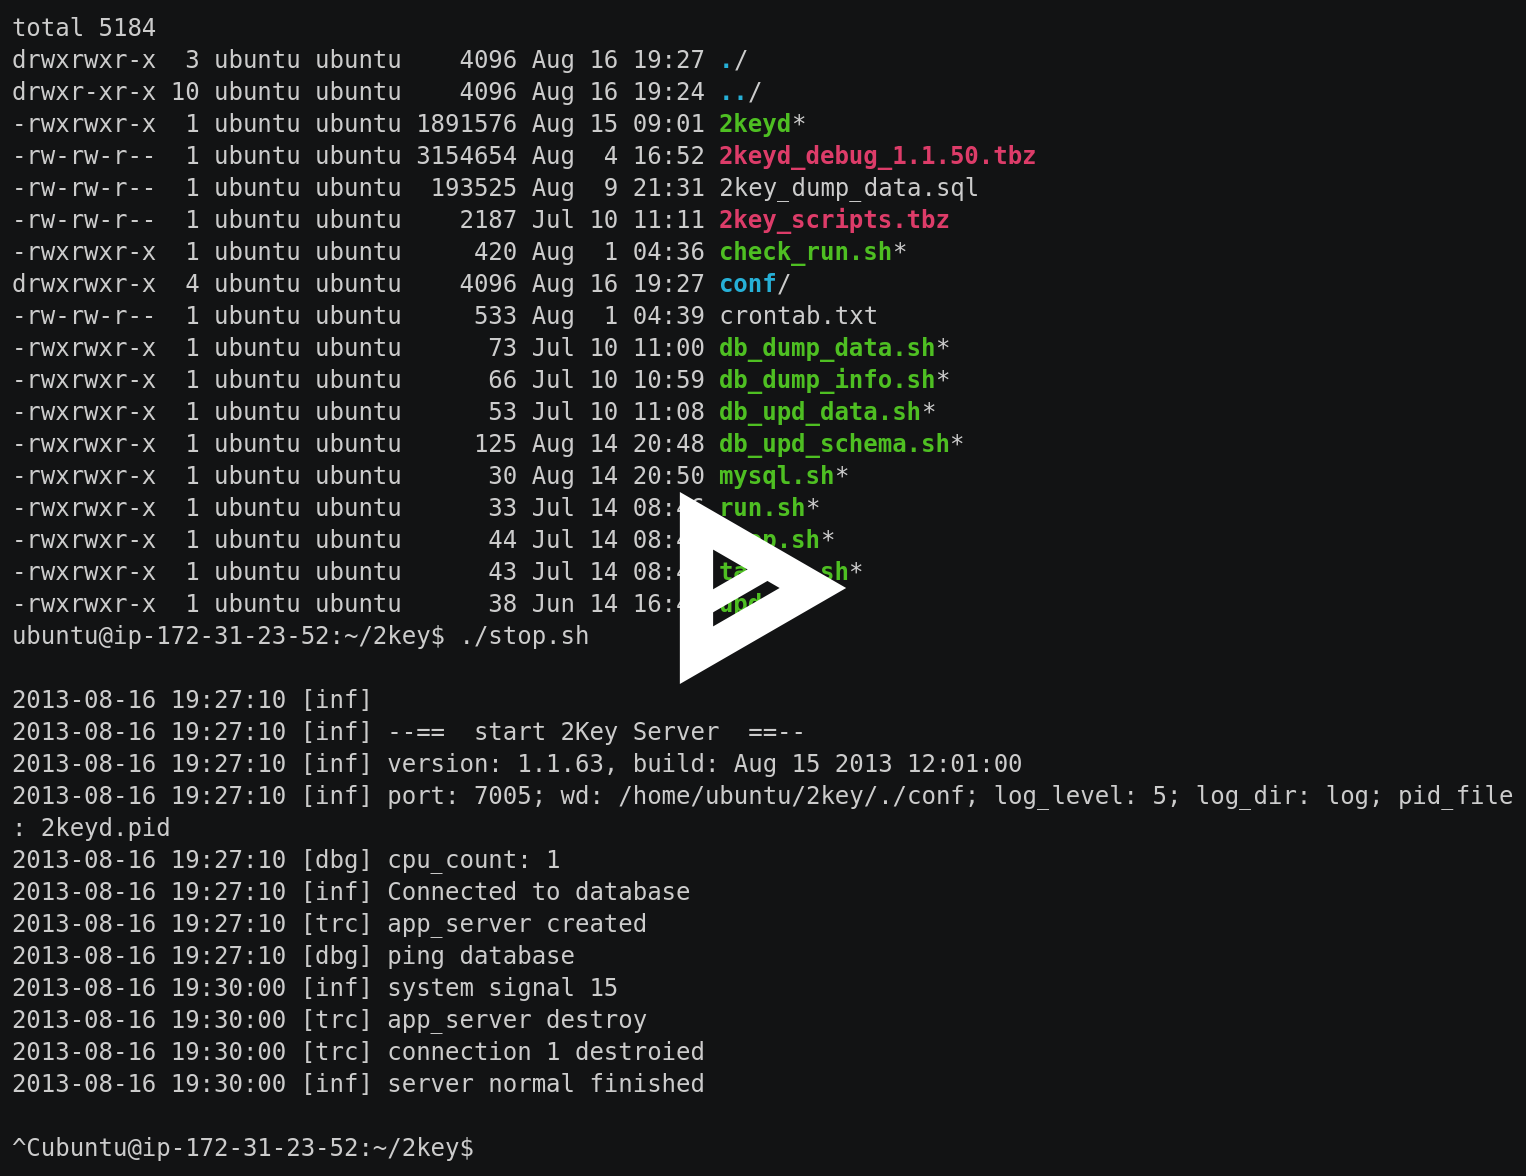 total 5184
drwxrwxr-x  3 ubuntu ubuntu    4096 Aug 16 19:27 ./
drwxr-xr-x 10 ubuntu ubuntu    4096 Aug 16 19:24 ../
-rwxrwxr-x  1 ubuntu ubuntu 1891576 Aug 15 09:01 2keyd*
-rw-rw-r--  1 ubuntu ubuntu 3154654 Aug  4 16:52 2keyd_debug_1.1.50.tbz
-rw-rw-r--  1 ubuntu ubuntu  193525 Aug  9 21:31 2key_dump_data.sql
-rw-rw-r--  1 ubuntu ubuntu    2187 Jul 10 11:11 2key_scripts.tbz
-rwxrwxr-x  1 ubuntu ubuntu     420 Aug  1 04:36 check_run.sh*
drwxrwxr-x  4 ubuntu ubuntu    4096 Aug 16 19:27 conf/
-rw-rw-r--  1 ubuntu ubuntu     533 Aug  1 04:39 crontab.txt
-rwxrwxr-x  1 ubuntu ubuntu      73 Jul 10 11:00 db_dump_data.sh*
-rwxrwxr-x  1 ubuntu ubuntu      66 Jul 10 10:59 db_dump_info.sh*
-rwxrwxr-x  1 ubuntu ubuntu      53 Jul 10 11:08 db_upd_data.sh*
-rwxrwxr-x  1 ubuntu ubuntu     125 Aug 14 20:48 db_upd_schema.sh*
-rwxrwxr-x  1 ubuntu ubuntu      30 Aug 14 20:50 mysql.sh*
-rwxrwxr-x  1 ubuntu ubuntu      33 Jul 14 run.sh*
-rwxrwxr-x  1 ubuntu ubuntu      44 Jul 14
-rwxrwxr-x  1 ubuntu ubuntu      43 Jul 14
-rwxrwxr-x  1 ubuntu ubuntu      38 Jun 14
ubuntu@ip-172-31-23-52:~/2key$ ./stop.sh
2013-08-16 19:27:10 [inf]
2013-08-16 19:27:10 [inf] --==  start 2Key Server  ==--
2013-08-16 19:27:10 [inf] version: 1.1.63, build: Aug 15 2013 12:01:00
2013-08-16 19:27:10 [inf] port: 7005; wd: /home/ubuntu/2key/./conf; log_level: 5; log_dir: log; pid_file
: 2keyd.pid
2013-08-16 19:27:10 [dbg] cpu_count: 1
2013-08-16 19:27:10 [inf] Connected to database
2013-08-16 19:27:10 [trc] app_server created
2013-08-16 19:27:10 [dbg] ping database
2013-08-16 19:30:00 [inf] system signal 15
2013-08-16 19:30:00 [trc] app_server destroy
2013-08-16 19:30:00 [trc] connection 1 destroied
2013-08-16 19:30:00 [inf] server normal finished
^Cubuntu@ip-172-31-23-52:~/2key$